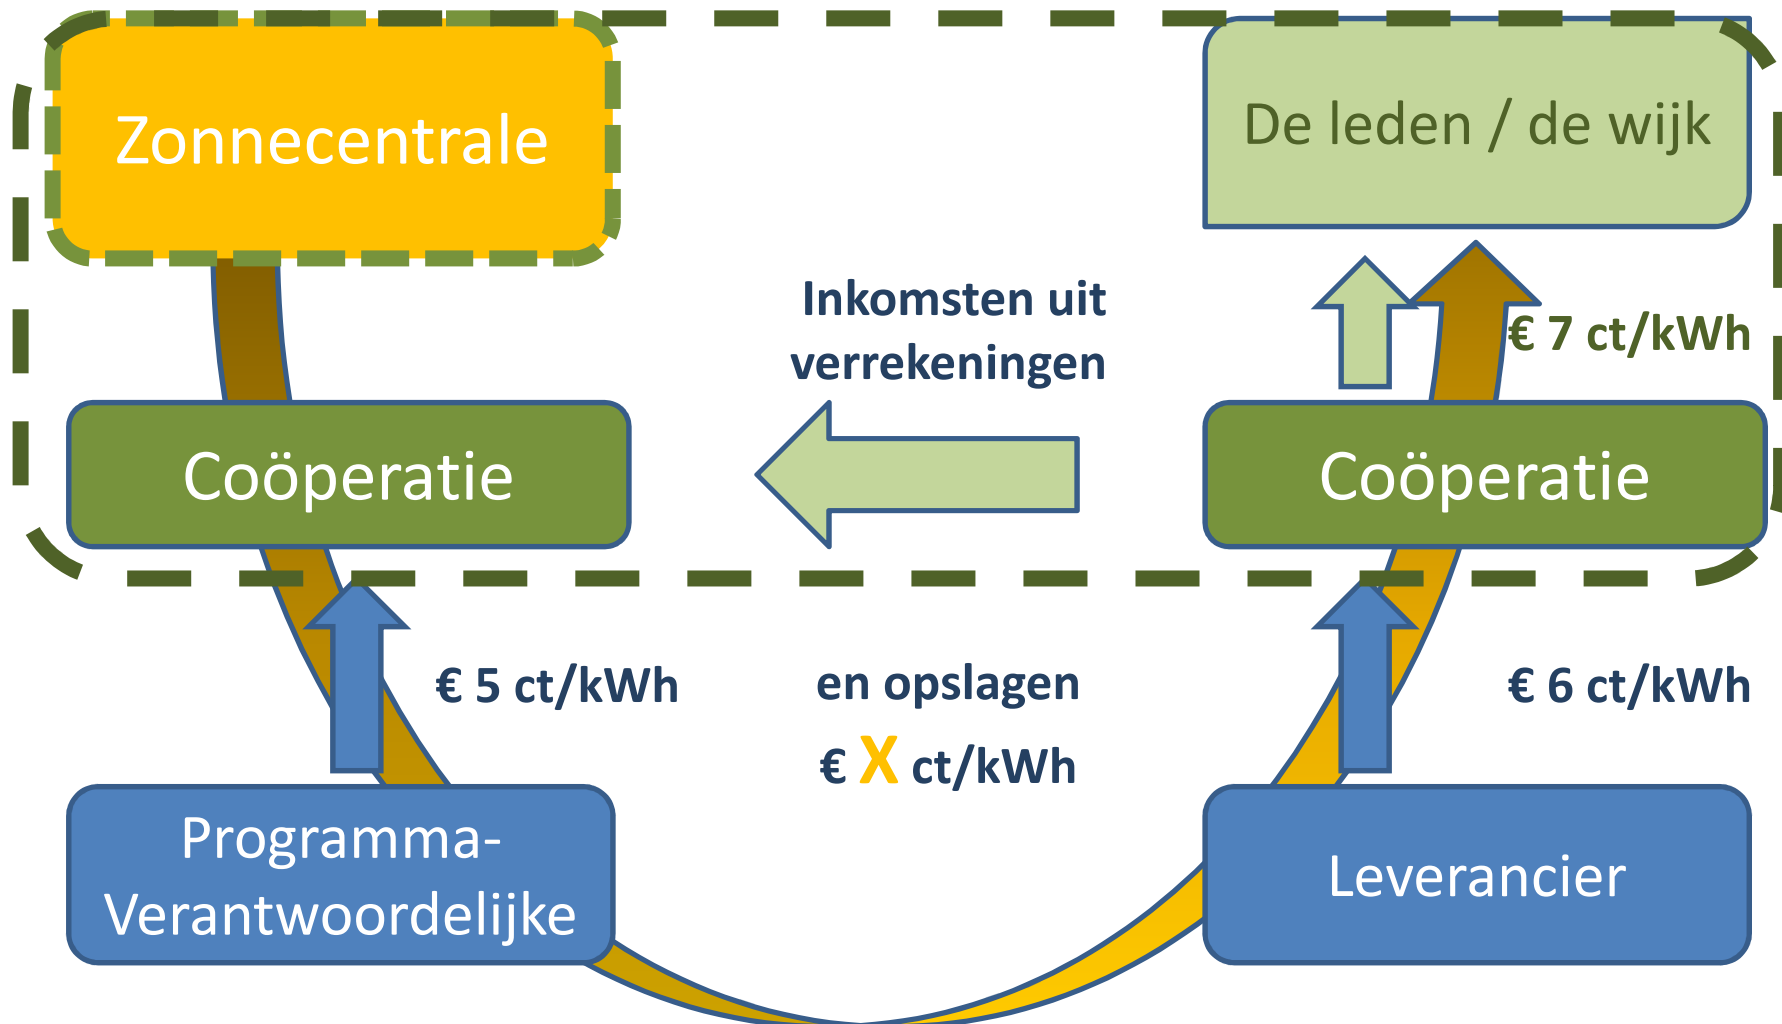 Zonnecentrale
De leden / de wijk
Inkomsten uit
verrekeningen
€ 7 ct/kWh
Coöperatie
Coöperatie
€ 5 ct/kWh
en opslagen
€ X ct/kWh
€ 6 ct/kWh
Programma-
Verantwoordelijke
Leverancier